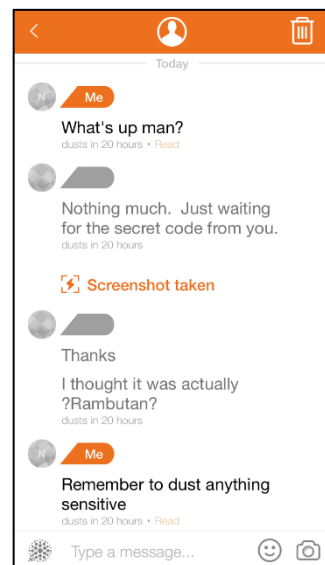 Today
N
Me
What's up man?
dusts in 20 hours • Read
Nothing much.  Just waiting
for the secret code from you.
dusts in 20 hours
Screenshot taken
Thanks
I thought it was actually
?Rambutan?
dusts in 20 hours
N
Me
Remember to dust anything
sensitive
dusts in 20 hours • Read
Type a message...